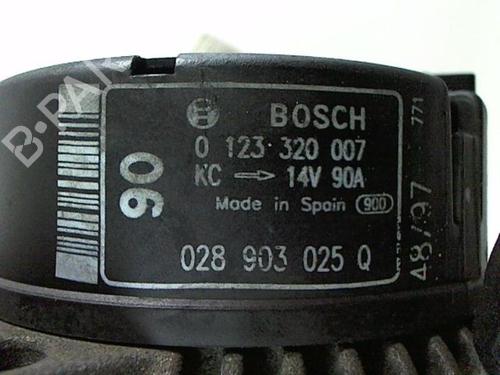 BOSCH
0 123 320 007
KC → 14V 90A
Made in Spain 900
028 903 025 Q
90
48/97
771
B-PARTS